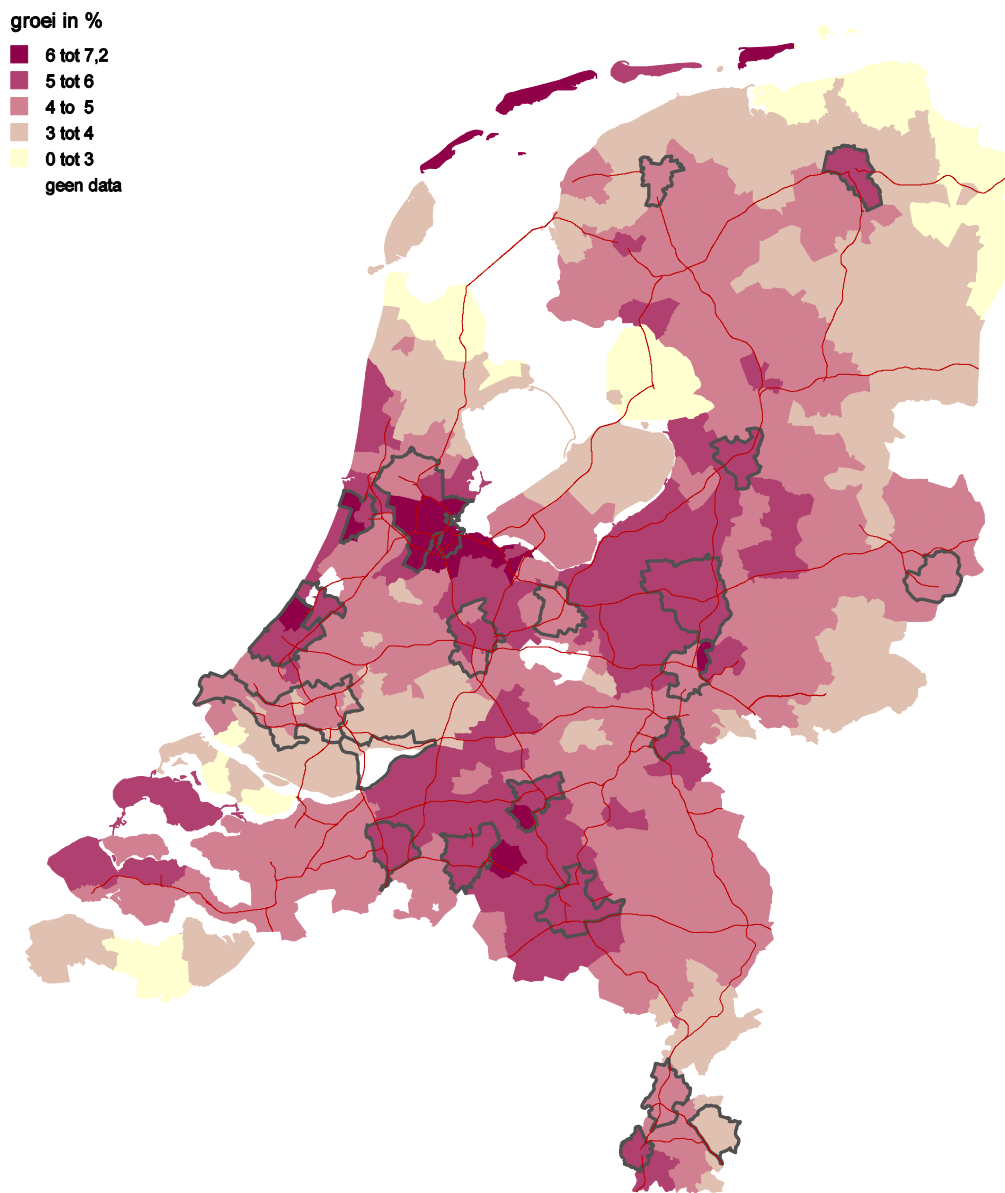 groei in %
6 tot 7,2
5 tot 6
4 to 5
3 tot 4
0 tot 3
geen data